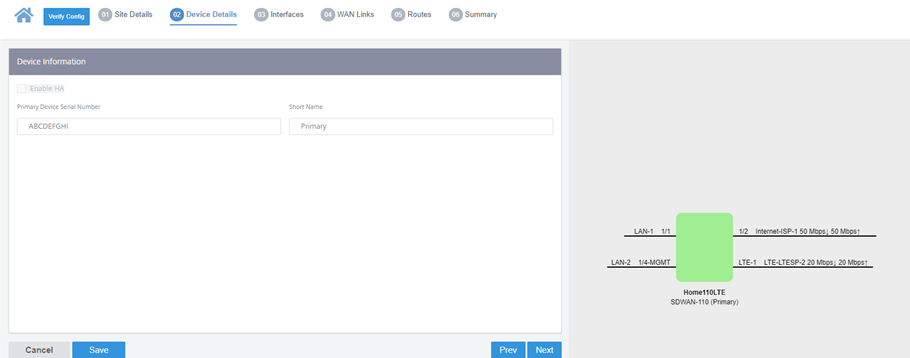 Verify Config 01 Site Details 02 Device Details 03 Interfaces 04 WAN Links 05 Routes 06 Summary
Device Information
Enable HA
Primary Device Serial Number Short Name
ABCDEFGHI Primary
Cancel Save Prev Next
LAN-1 1/1 1/2 Internet-ISP-1 50 Mbps↓ 50 Mbps↑
LAN-2 1/4-MGMT LTE-1 LTE-LTESP-2 20 Mbps↓ 20 Mbps↑
Home110LTE
SDWAN-110 (Primary)